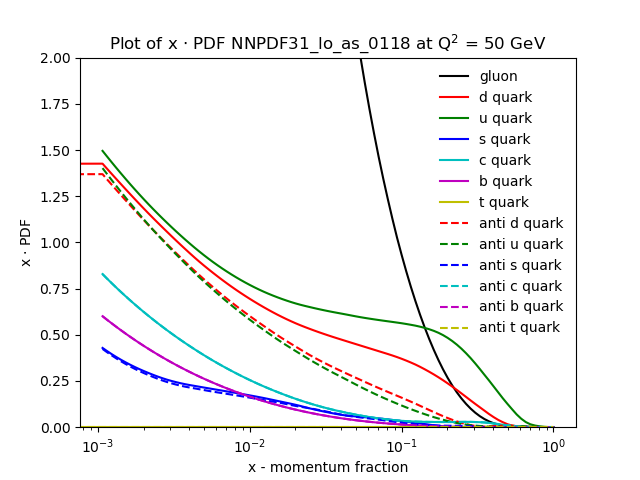 Plot of x · PDF NNPDF31_lo_as_0118 at Q² = 50 GeV
2.00
1.75
1.50
1.25
1.00
0.75
0.50
0.25
0.00
x · PDF
gluon
d quark
u quark
s quark
c quark
b quark
t quark
anti d quark
anti u quark
anti s quark
anti c quark
anti b quark
anti t quark
10⁻³ 10⁻² 10⁻¹ 10⁰
x - momentum fraction